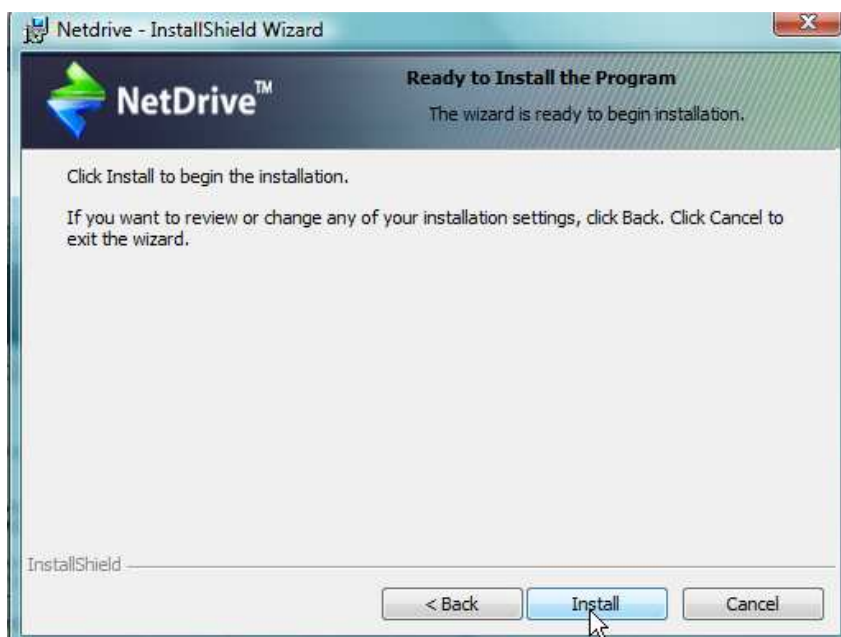 Netdrive - InstallShield Wizard
NetDrive™
Ready to Install the Program
The wizard is ready to begin installation.
Click Install to begin the installation.
If you want to review or change any of your installation settings, click Back. Click Cancel to
exit the wizard.
InstallShield
< Back Install Cancel